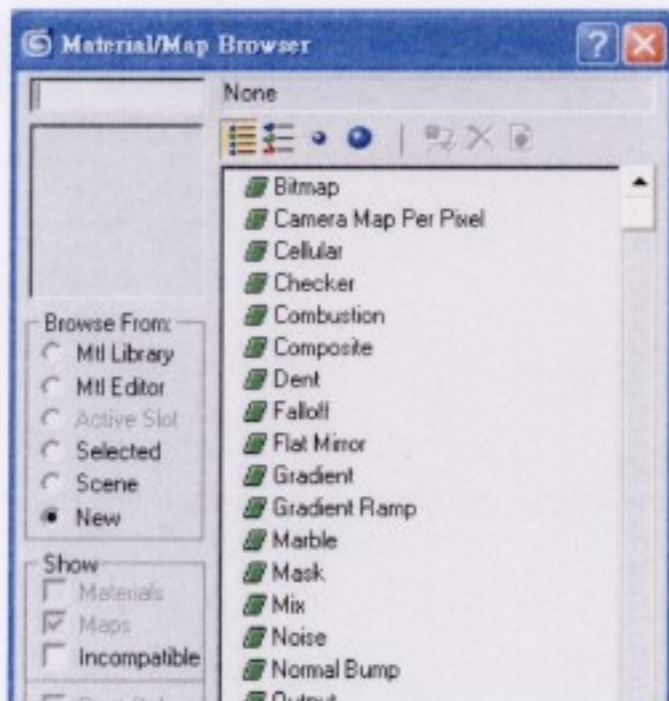 Material/Map Browser
None
Bitmap
Camera Map Per Pixel
Cellular
Checker
Combustion
Composite
Dent
Falloff
Flat Mirror
Gradient
Gradient Ramp
Marble
Mask
Mix
Noise
Normal Bump
Output
Browse From:
Mtl Library
Mtl Editor
Active Slot
Selected
Scene
New
Show
Materials
Maps
Incompatible